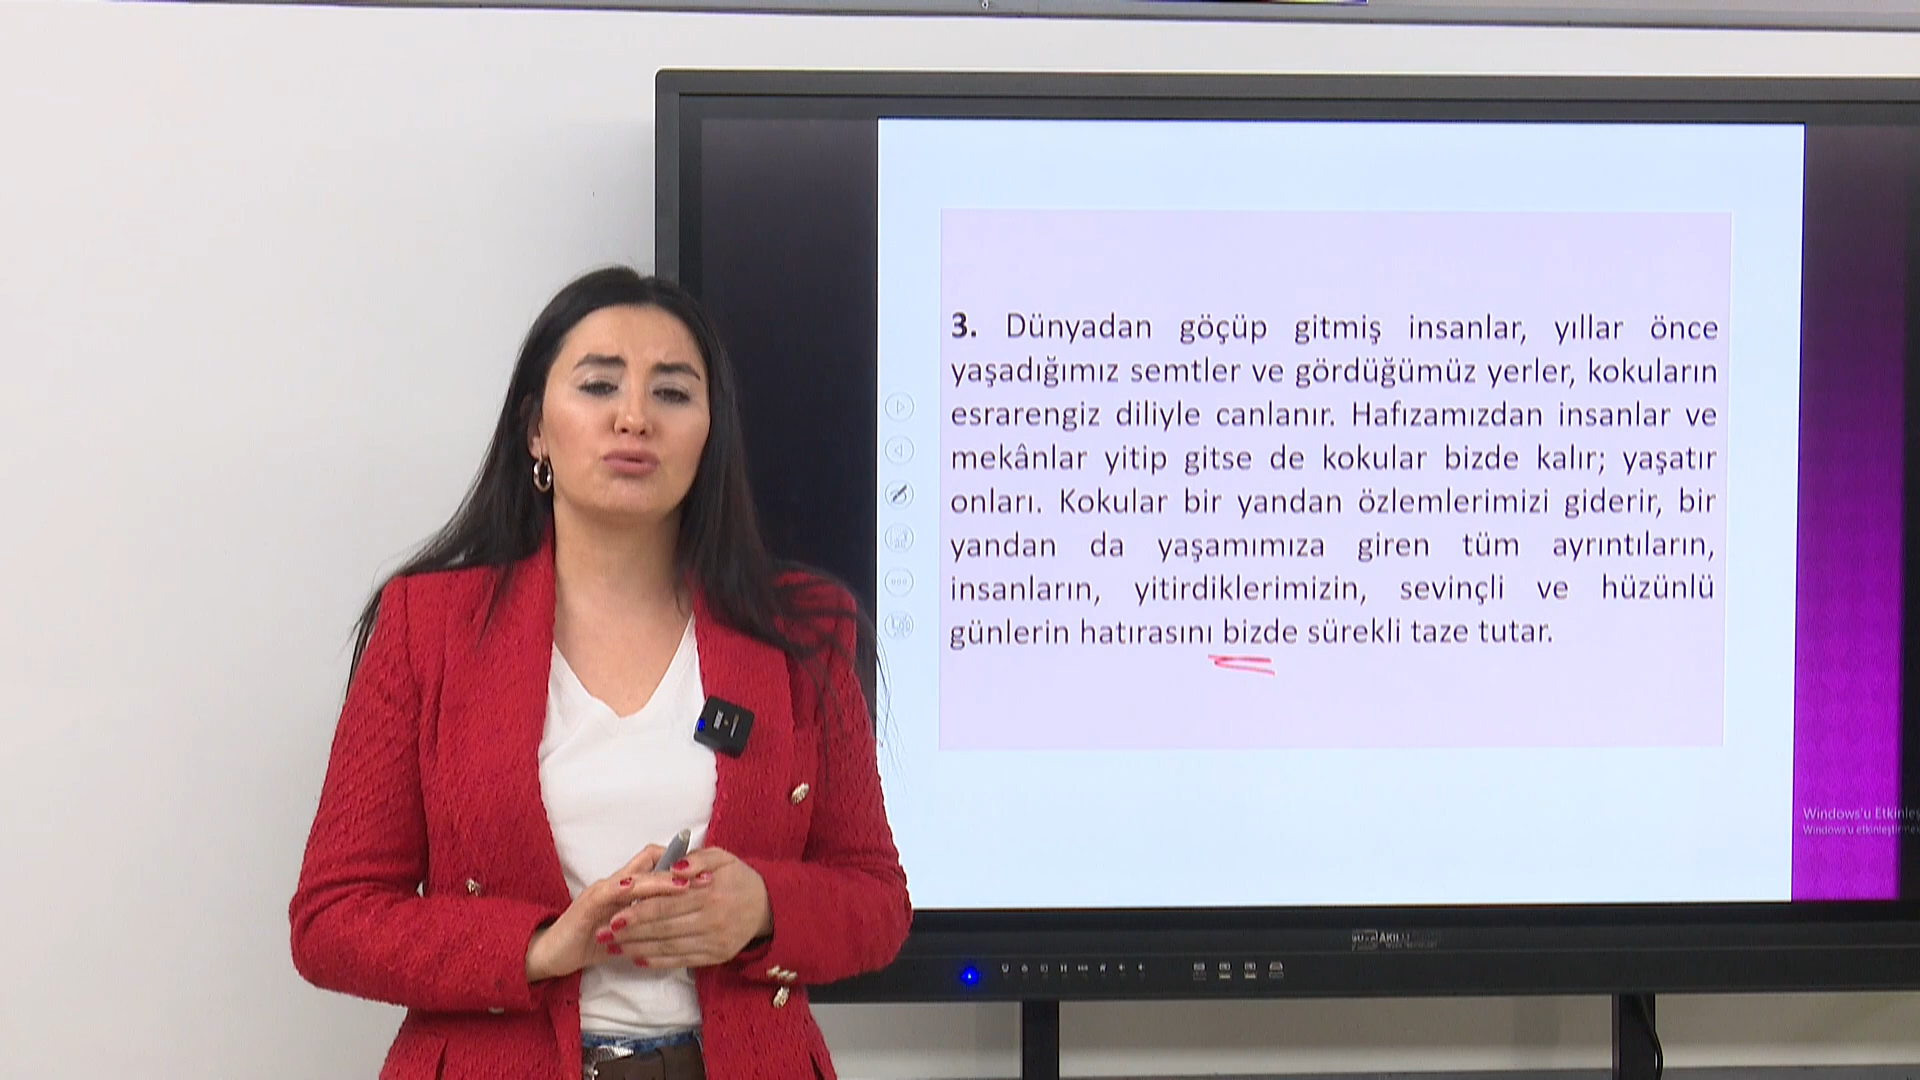 3. Dünyadan göçüp gitmiş insanlar, yıllar önce
yaşadığımız semtler ve gördüğümüz yerler, kokuların
esrarengiz diliyle canlanır. Hafızamızdan insanlar ve
mekânlar yitip gitse de kokular bizde kalır; yaşatır
onları. Kokular bir yandan özlemlerimizi giderir, bir
yandan da yaşamımıza giren tüm ayrıntıların,
insanların, yitirdiklerimizin, sevinçli ve hüzünlü
günlerin hatırasını bizde sürekli taze tutar.
Windows'u
Windows'u